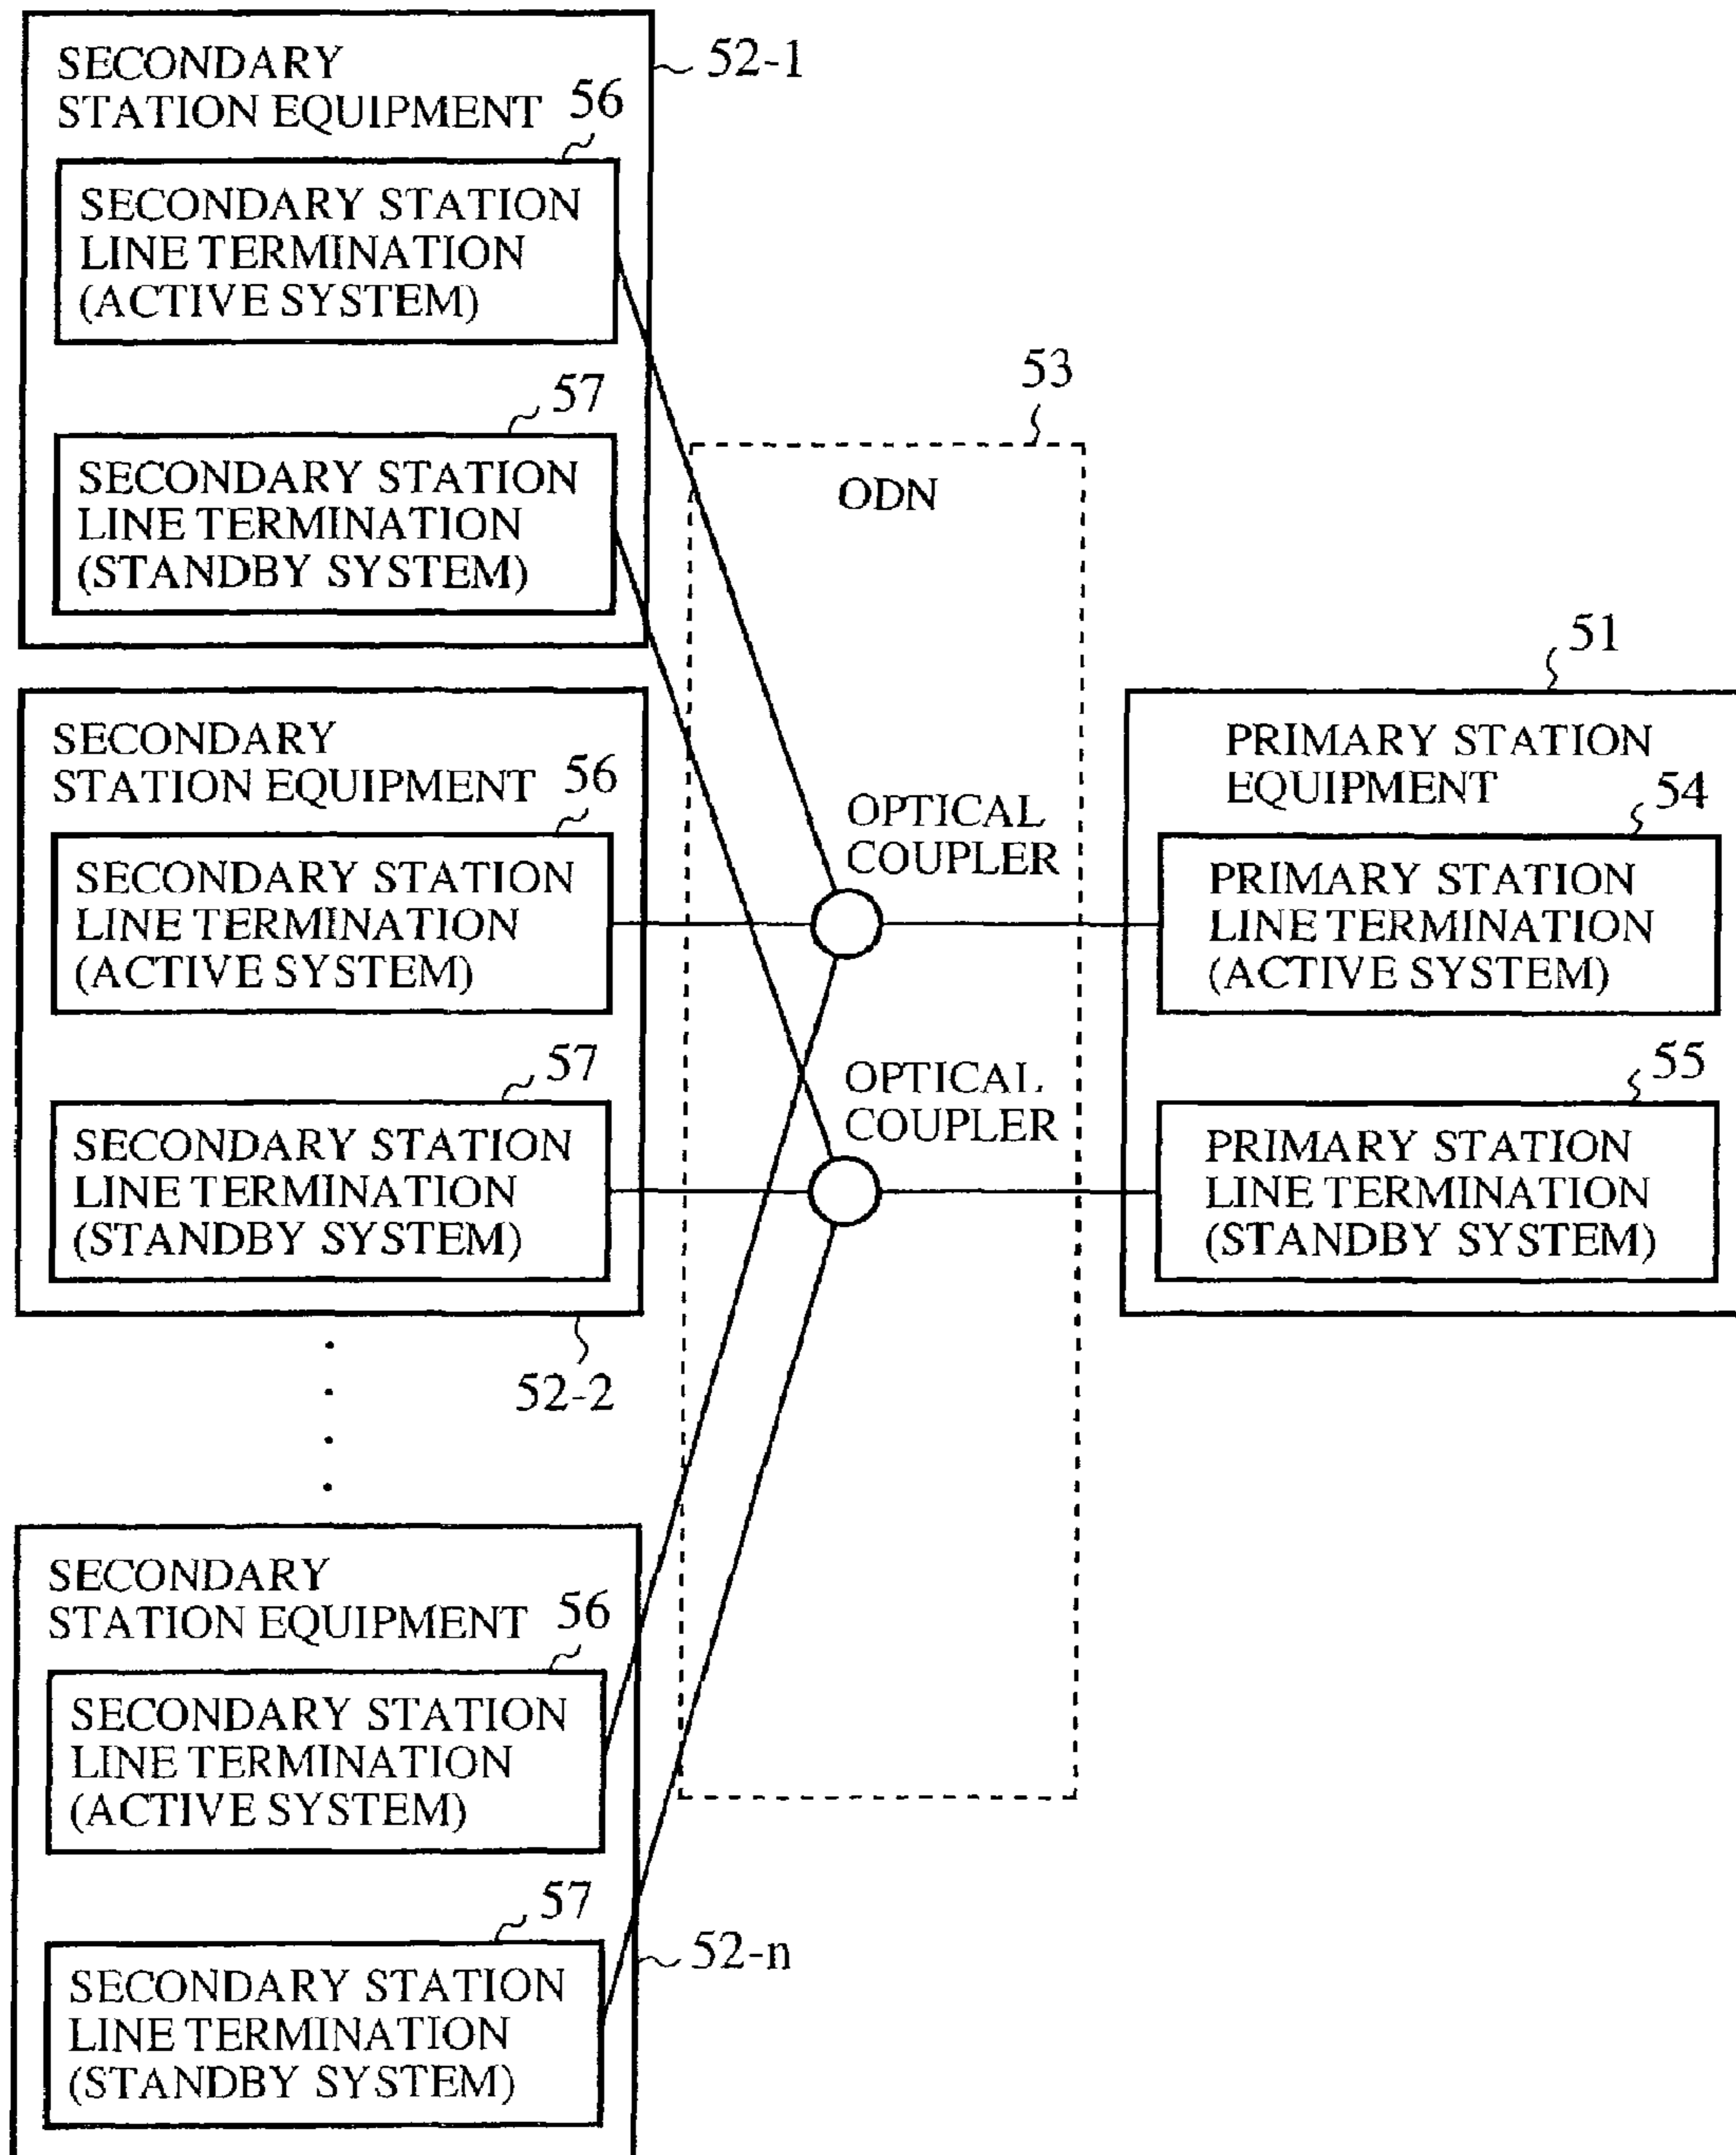 SECONDARY
STATION EQUIPMENT
52-1
56
SECONDARY STATION
LINE TERMINATION
(ACTIVE SYSTEM)
57
SECONDARY STATION
LINE TERMINATION
(STANDBY SYSTEM)
53
ODN
51
SECONDARY
STATION EQUIPMENT
56
SECONDARY STATION
LINE TERMINATION
(ACTIVE SYSTEM)
57
SECONDARY STATION
LINE TERMINATION
(STANDBY SYSTEM)
52-2
OPTICAL
COUPLER
OPTICAL
COUPLER
PRIMARY STATION
EQUIPMENT
54
PRIMARY STATION
LINE TERMINATION
(ACTIVE SYSTEM)
55
PRIMARY STATION
LINE TERMINATION
(STANDBY SYSTEM)
SECONDARY
STATION EQUIPMENT
56
SECONDARY STATION
LINE TERMINATION
(ACTIVE SYSTEM)
57
SECONDARY STATION
LINE TERMINATION
(STANDBY SYSTEM)
52-n